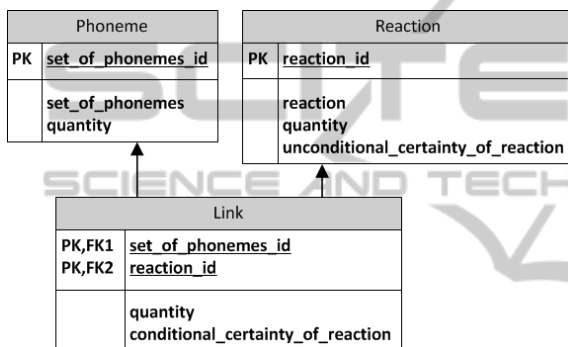 Phoneme
PK set_of_phonemes_id
set_of_phonemes
quantity
Reaction
PK reaction_id
reaction
quantity
unconditional_certainty_of_reaction
SCIENCE AND TECH
Link
PK,FK1 set_of_phonemes_id
PK,FK2 reaction_id
quantity
conditional_certainty_of_reaction